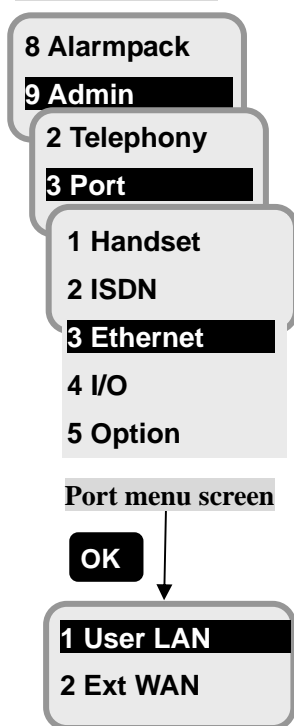 8 Alarmpack
9 Admin
2 Telephony
3 Port
1 Handset
2 ISDN
3 Ethernet
4 I/O
5 Option
Port menu screen
OK
1 User LAN
2 Ext WAN